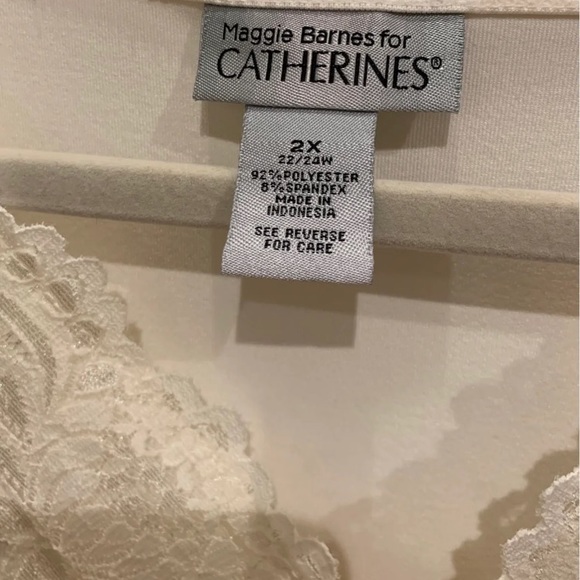 Maggie Barnes for
CATHERINES®
2X
22/24W
92%POLYESTER
8%SPANDEX
MADE IN
INDONESIA
SEE REVERSE
FOR CARE